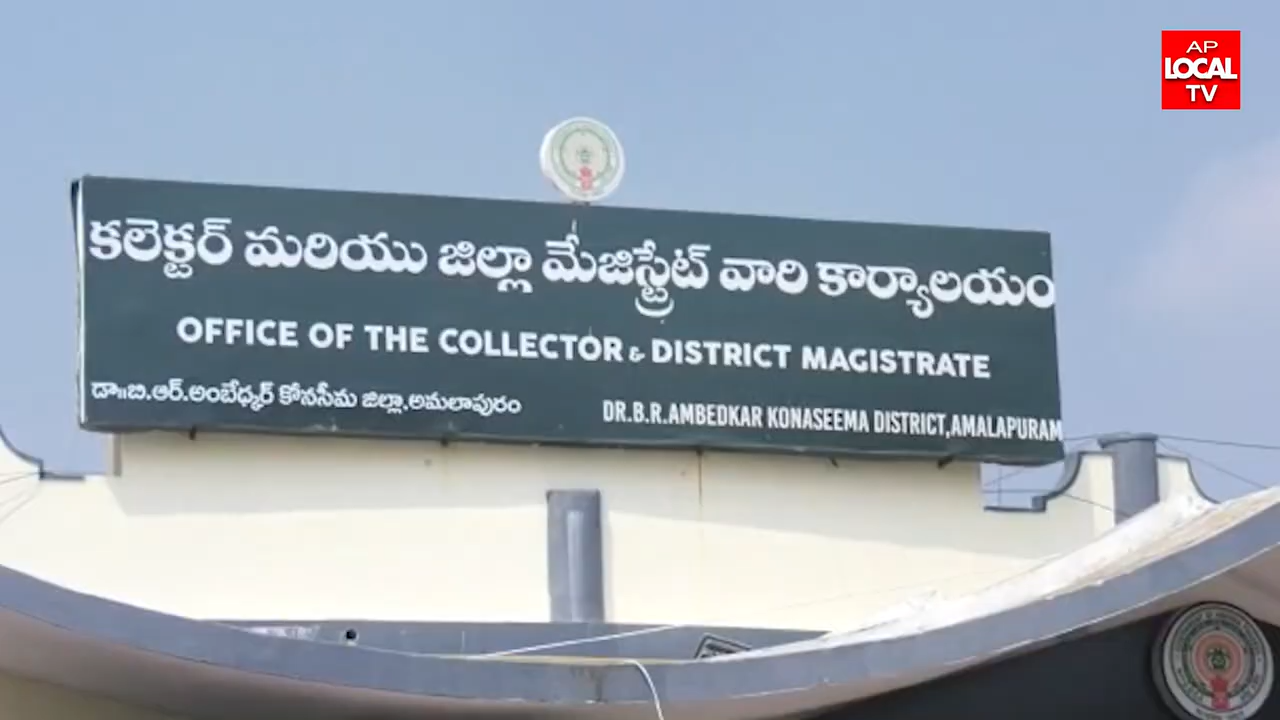 AP
LOCAL
TV
కలెక్టర్ మరియు జిల్లా మేజిస్ట్రేట్ వారి కార్యాలయం
OFFICE OF THE COLLECTOR & DISTRICT MAGISTRATE
డా॥బి.ఆర్.అంబేధ్కర్ కోనసీమ జిల్లా,అమలాపురం
DR.B.R.AMBEDKAR KONASEEMA DISTRICT,AMALAPURAM